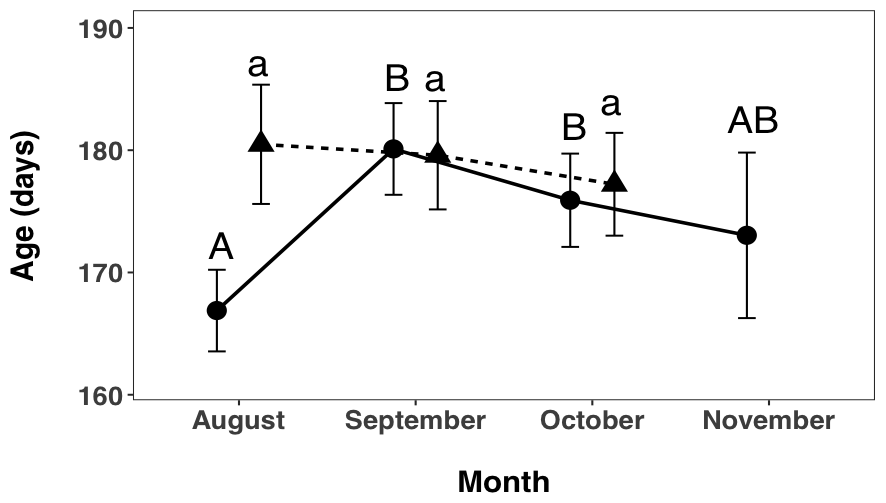 190
180
170
160
Age (days)
a
B
a
B
a
AB
A
August September October November
Month